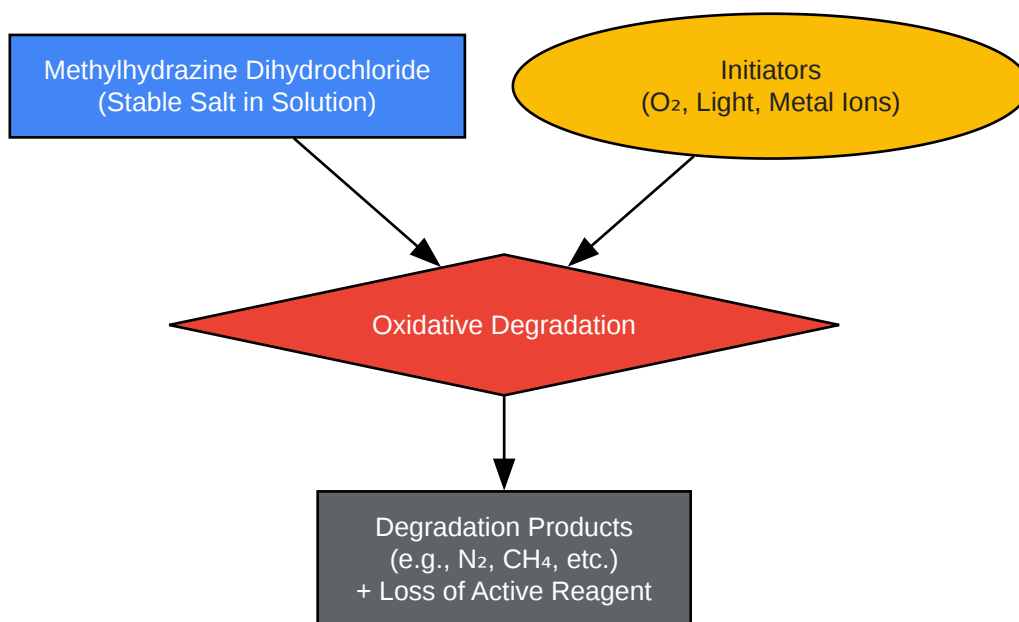 Methylhydrazine Dihydrochloride
(Stable Salt in Solution)
Initiators
(O₂, Light, Metal Ions)
Oxidative Degradation
Degradation Products
(e.g., N₂, CH₄, etc.)
+ Loss of Active Reagent